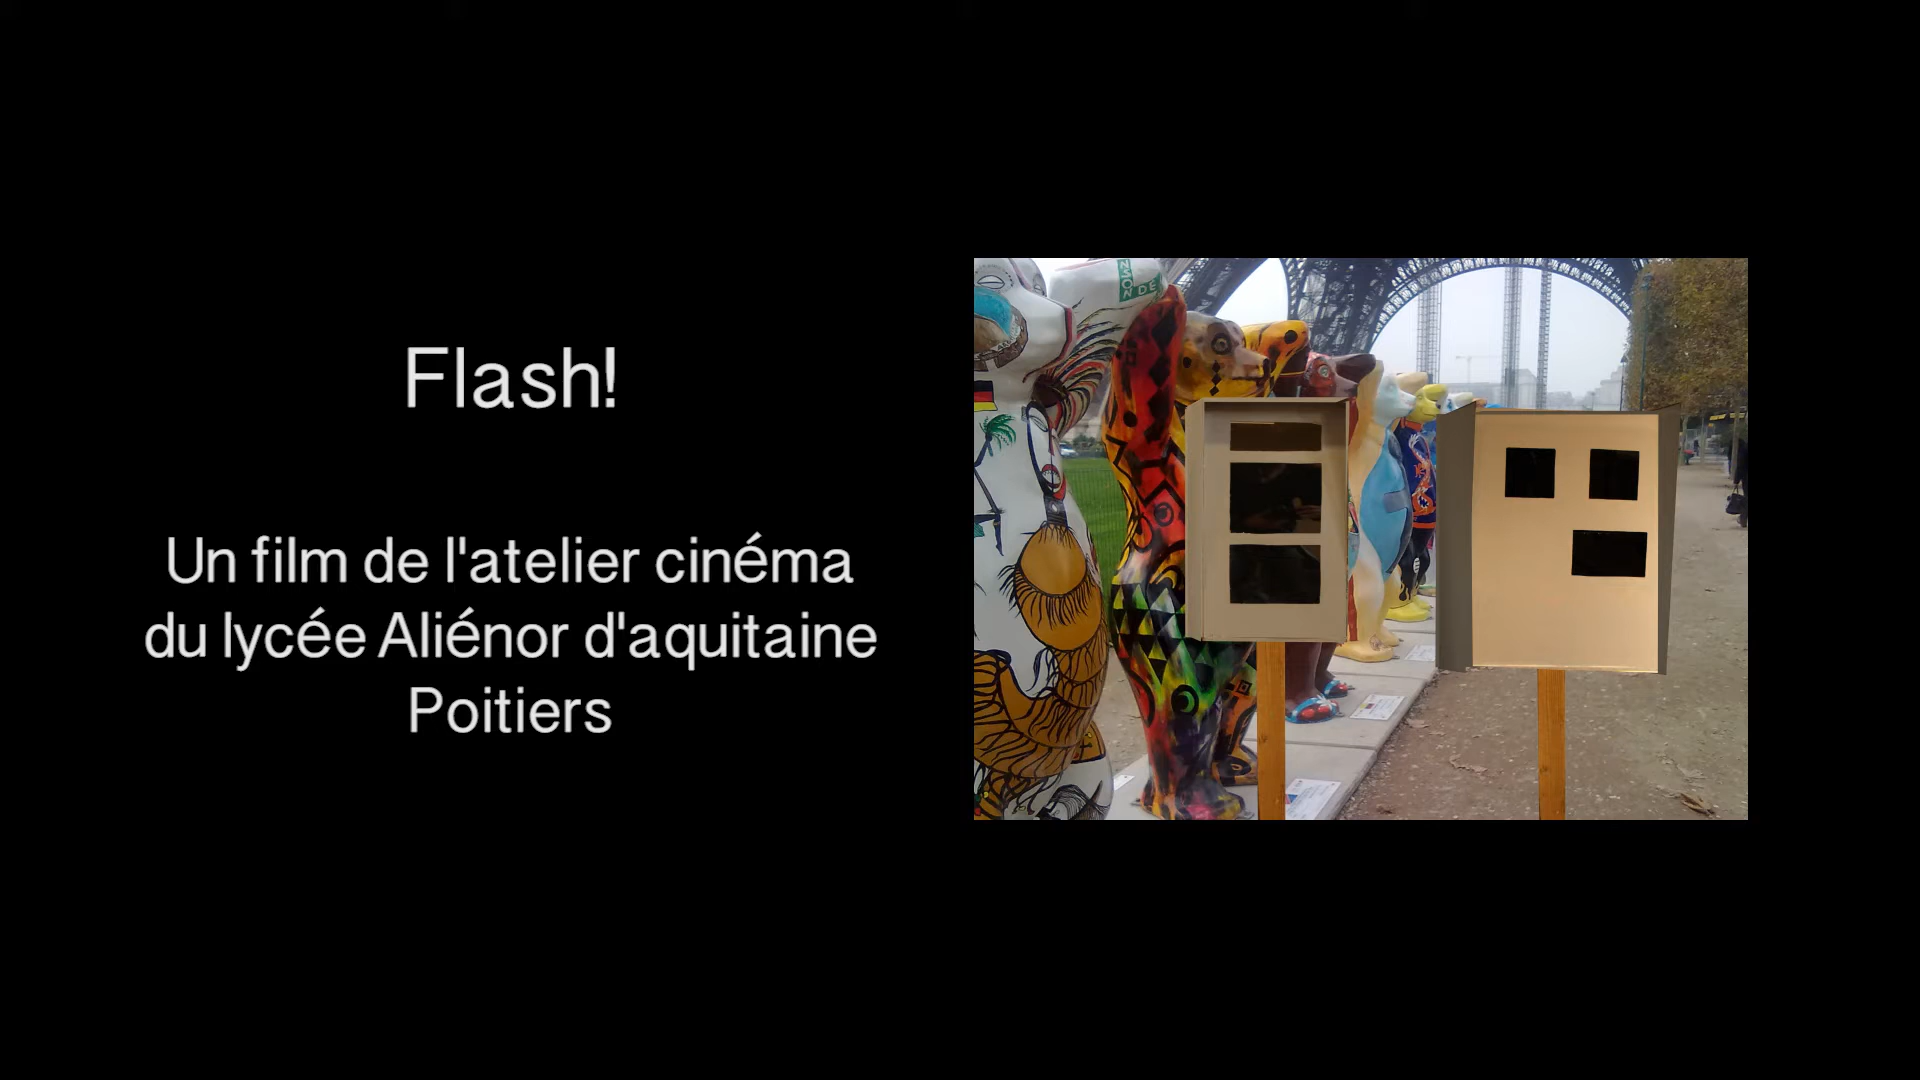 Flash!
Un film de l'atelier cinéma
du lycée Aliénor d'aquitaine
Poitiers